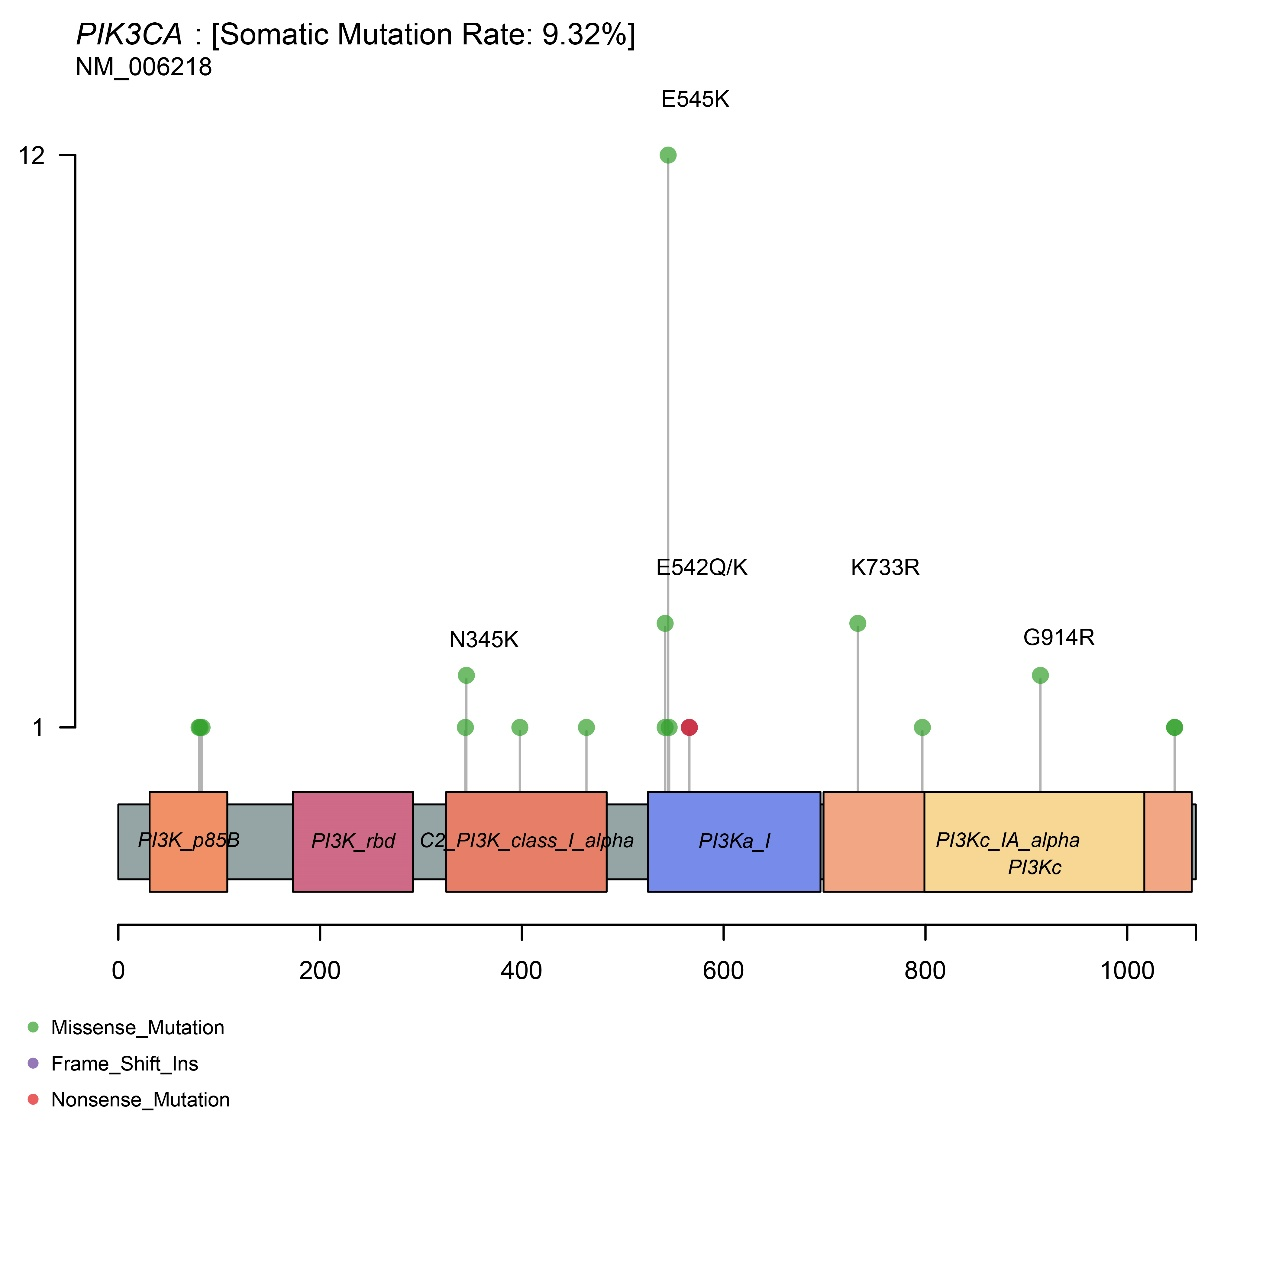 PIK3CA : [Somatic Mutation Rate: 9.32%]
NM_006218
E545K
12
E542Q/K
K733R
N345K
G914R
1
PI3K_p85B
PI3K_rbd
C2_PI3K_class_I_alpha
PI3Ka_I
PI3Kc_IA_alpha
PI3Kc
0 200 400 600 800 1000
Missense_Mutation
Frame_Shift_Ins
Nonsense_Mutation